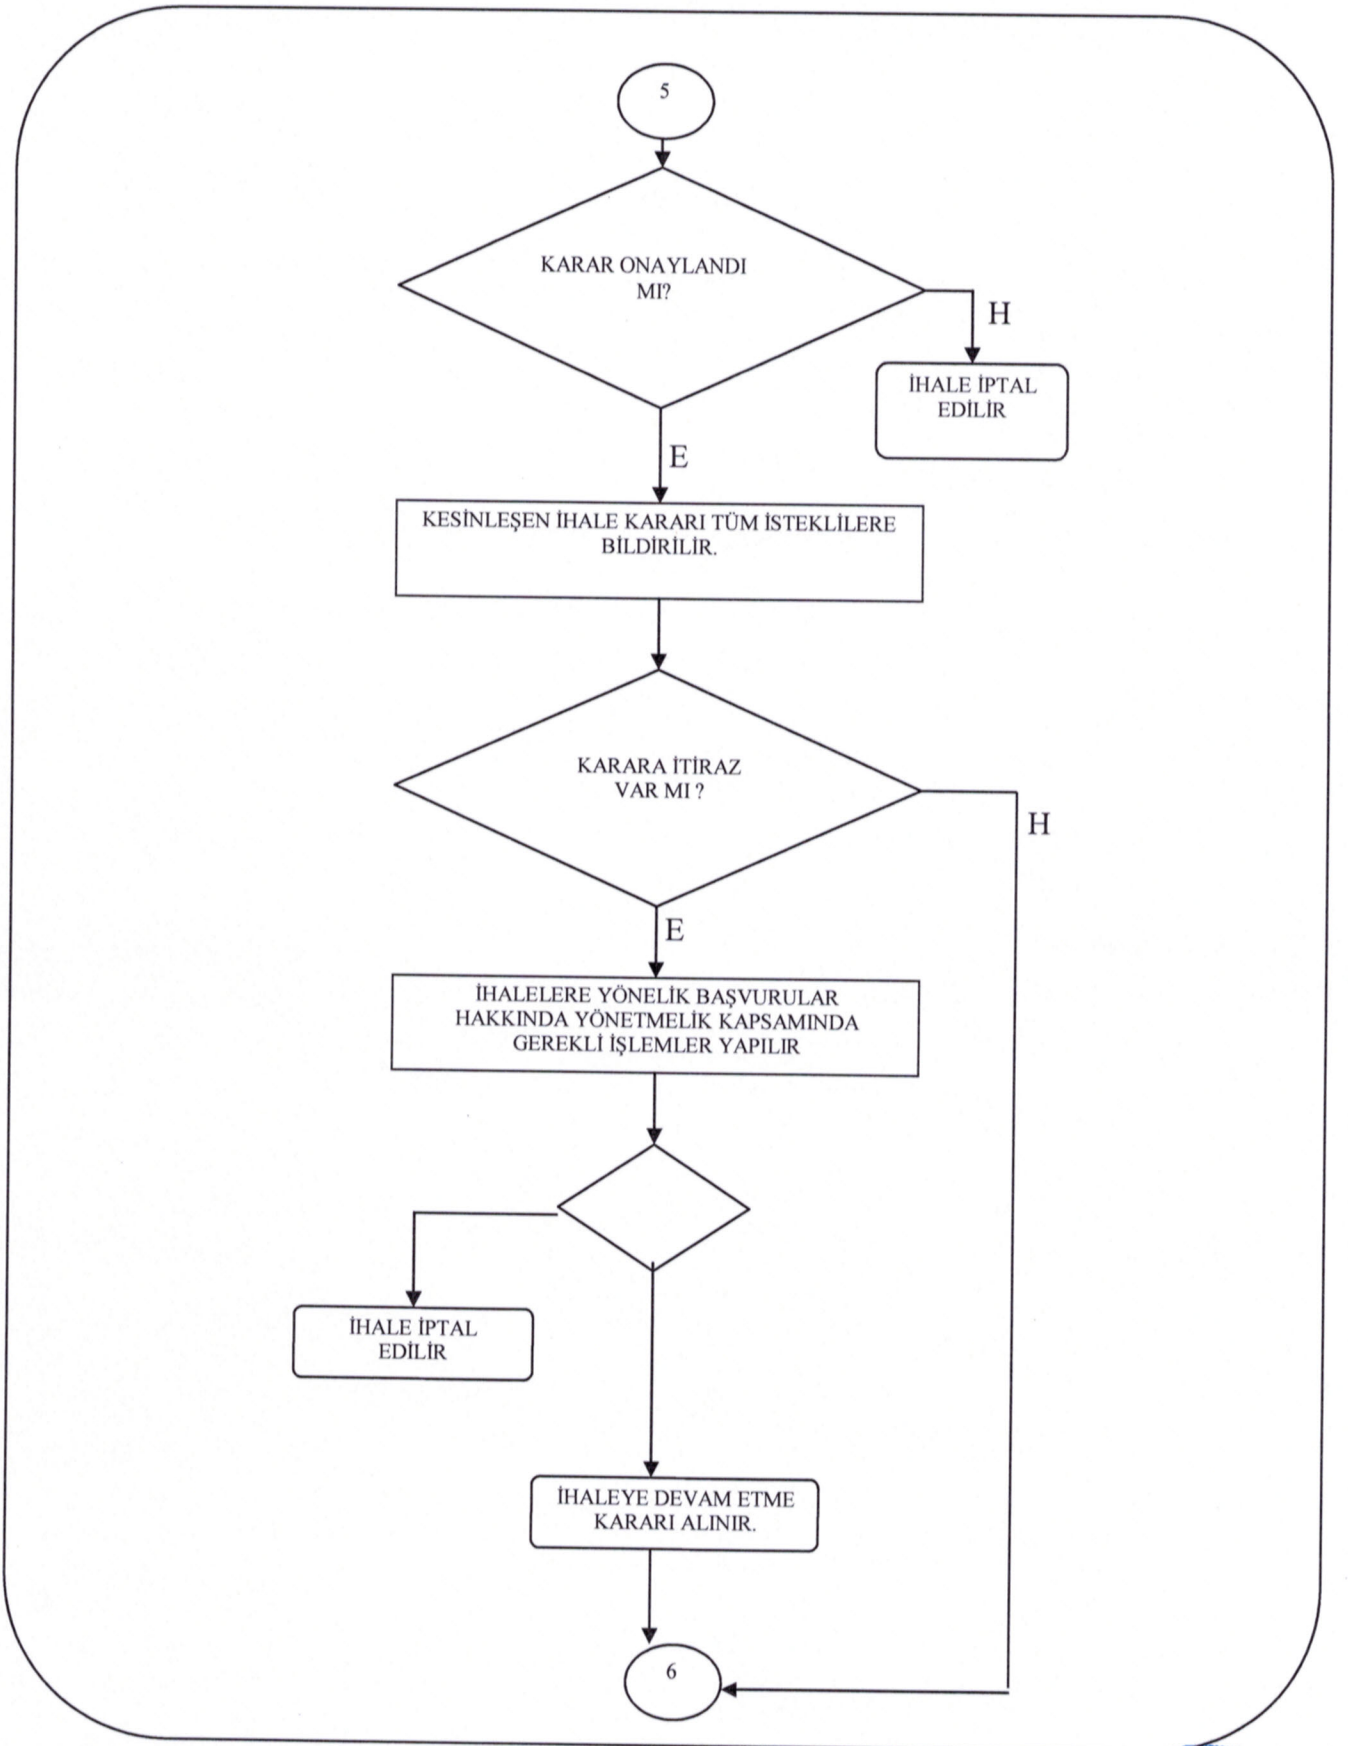 5
KARAR ONAYLANDI
MI?
H
İHALE İPTAL
EDİLİR
E
KESİNLEŞEN İHALE KARARI TÜM İSTEKLİLERE
BİLDİRİLİR.
KARARA İTİRAZ
VAR MI ?
H
E
İHALELERE YÖNELİK BAŞVURULAR
HAKKINDA YÖNETMELİK KAPSAMINDA
GEREKLİ İŞLEMLER YAPILIR
İHALE İPTAL
EDİLİR
İHALEYE DEVAM ETME
KARARI ALINIR.
6